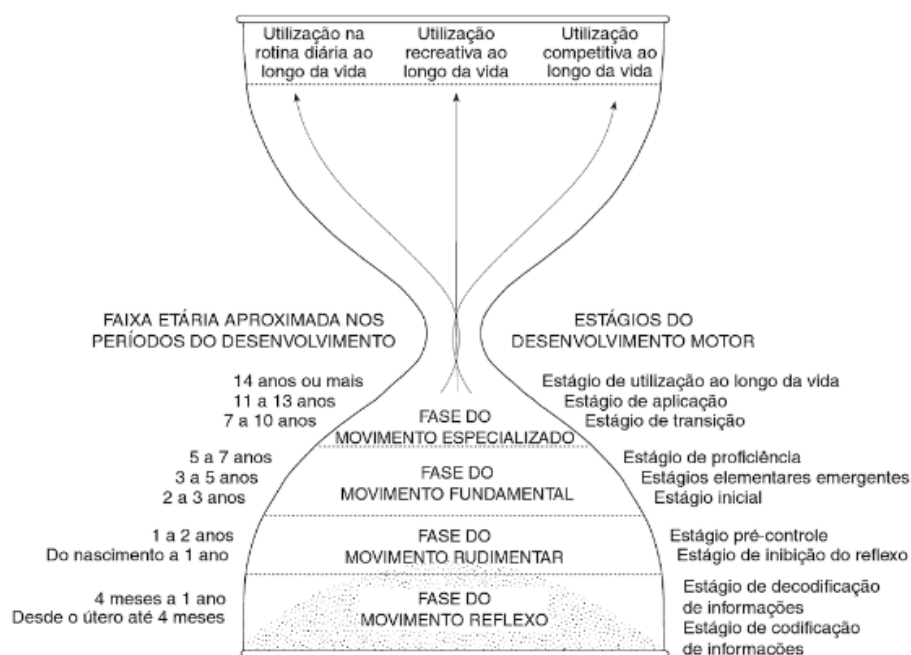 Utilização na
rotina diária ao
longo da vida
Utilização
recreativa ao
longo da vida
Utilização
competitiva ao
longo da vida
FAIXA ETÁRIA APROXIMADA NOS
PERÍODOS DO DESENVOLVIMENTO
ESTÁGIOS DO
DESENVOLVIMENTO MOTOR
14 anos ou mais
11 a 13 anos
7 a 10 anos
FASE DO
MOVIMENTO ESPECIALIZADO
Estágio de utilização ao longo da vida
Estágio de aplicação
Estágio de transição
5 a 7 anos
3 a 5 anos
2 a 3 anos
FASE DO
MOVIMENTO FUNDAMENTAL
Estágio de proficiência
Estágios elementares emergentes
Estágio inicial
1 a 2 anos
Do nascimento a 1 ano
FASE DO
MOVIMENTO RUDIMENTAR
Estágio pré-controle
Estágio de inibição do reflexo
4 meses a 1 ano
Desde o útero até 4 meses
FASE DO
MOVIMENTO REFLEXO
Estágio de decodificação
de informações
Estágio de codificação
de informações